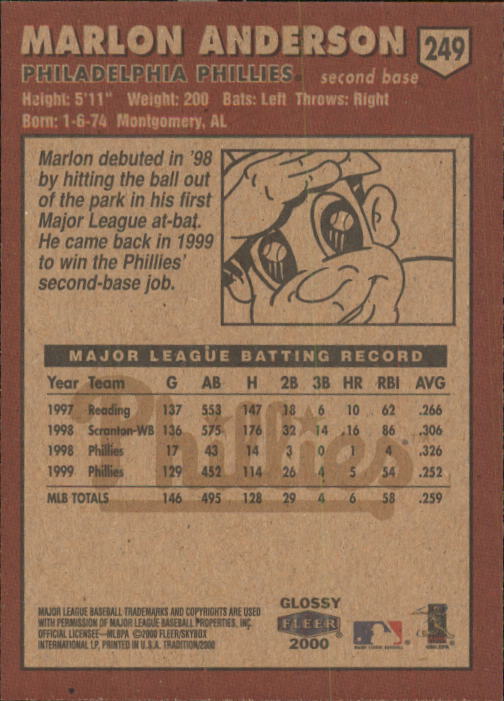 MARLON ANDERSON
249
PHILADELPHIA PHILLIES. second base
Height: 5'11" Weight: 200 Bats: Left Throws: Right
Born: 1-6-74 Montgomery, AL
Marlon debuted in '98
by hitting the ball out
of the park in his first
Major League at-bat.
He came back in 1999
to win the Phillies'
second-base job.
MAJOR LEAGUE BATTING RECORD
Year Team G AB H 2B 3B HR RBI AVG
1997 Reading 137 553 147 18 6 10 62 .266
1998 Scranton-WB 136 575 176 32 14 16 86 .306
1998 Phillies 17 43 14 3 0 1 4 .326
1999 Phillies 129 452 114 26 4 5 54 .252
MLB TOTALS 146 495 128 29 4 6 58 .259
Phillies
MAJOR LEAGUE BASEBALL TRADEMARKS AND COPYRIGHTS ARE USED
WITH PERMISSION OF MAJOR LEAGUE BASEBALL PROPERTIES, INC.
OFFICIAL LICENSEE—MLBPA ©2000 FLEER/SKYBOX
INTERNATIONAL LP, PRINTED IN U.S.A. TRADITION/2000
GLOSSY
FLEER
2000